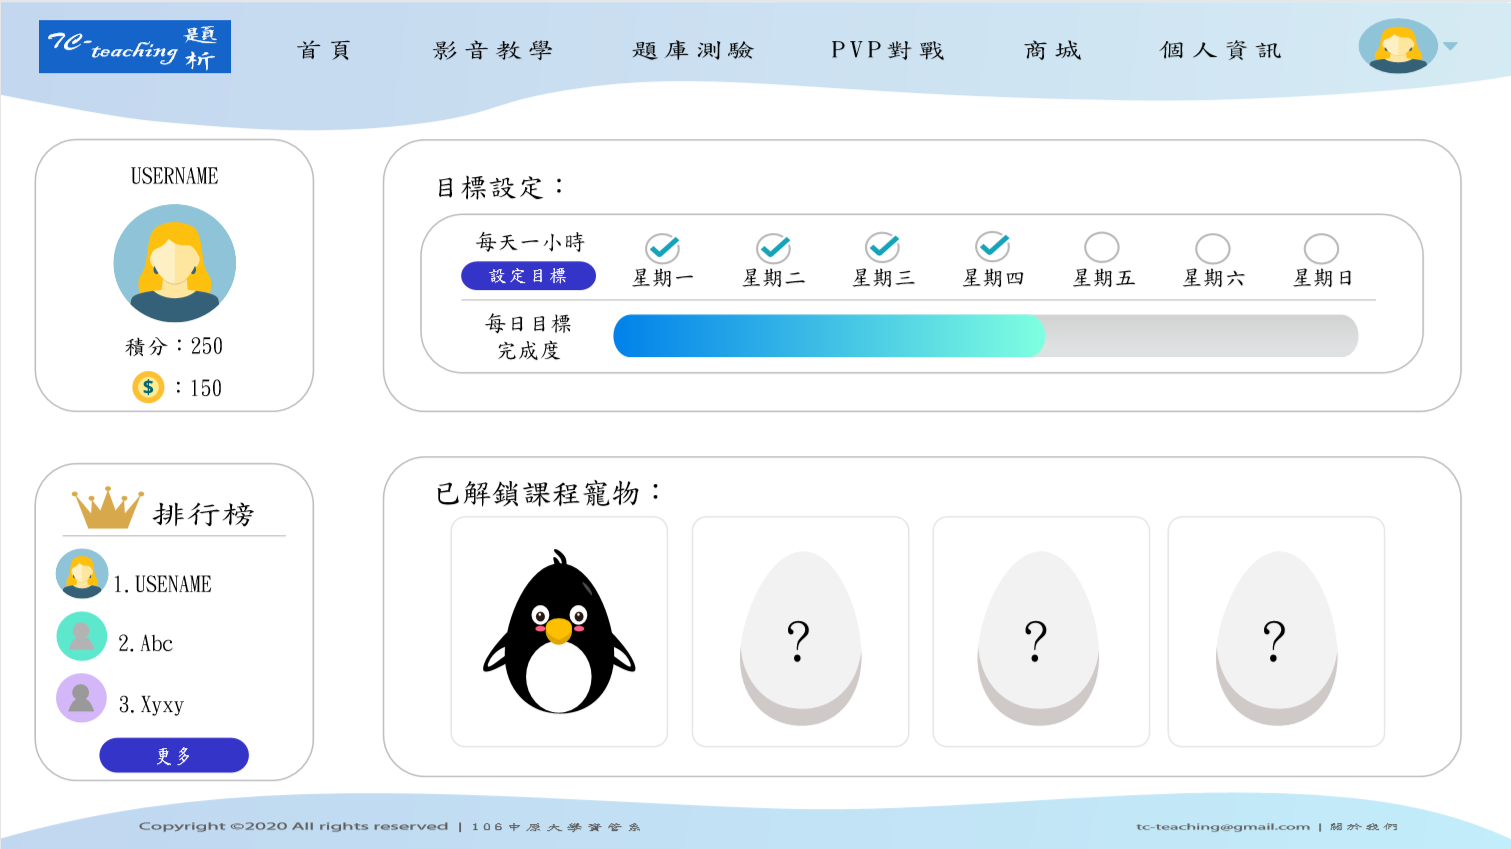 TC-teaching 題析
首頁 影音教學 題庫測驗 PVP對戰 商城 個人資訊
USERNAME
積分：250
$：150
目標設定：
每天一小時
設定目標
星期一 星期二 星期三 星期四 星期五 星期六 星期日
每日目標
完成度
排行榜
1.USENAME
2.Abc
3.Xyxy
更多
已解鎖課程寵物：
? ? ?
Copyright ©2020 All rights reserved | 106中原大學資管系
tc-teaching@gmail.com | 關於我們